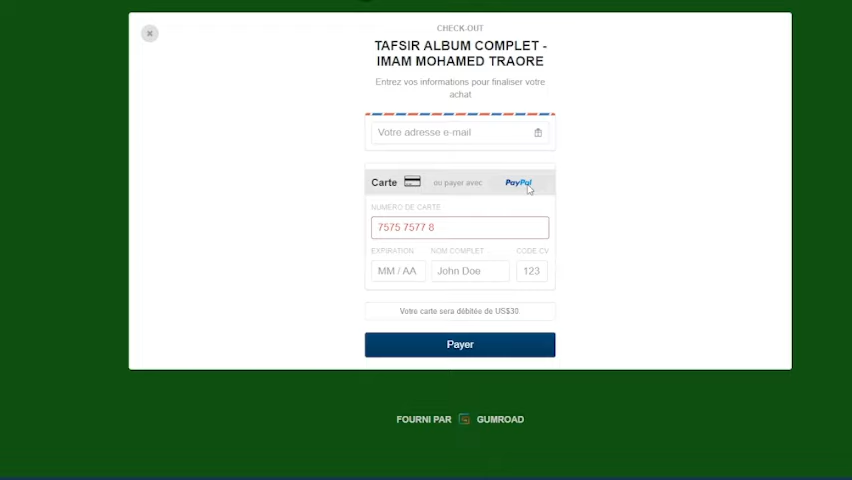 CHECK-OUT
TAFSIR ALBUM COMPLET -
IMAM MOHAMED TRAORE
Entrez vos informations pour finaliser votre
achat
Votre adresse e-mail
Carte ou payer avec PayPal
NUMÉRO DE CARTE
7575 7577 8
EXPIRATION NOM COMPLET CODE CV
MM / AA John Doe 123
Votre carte sera débitée de US$30.
Payer
FOURNI PAR GUMROAD